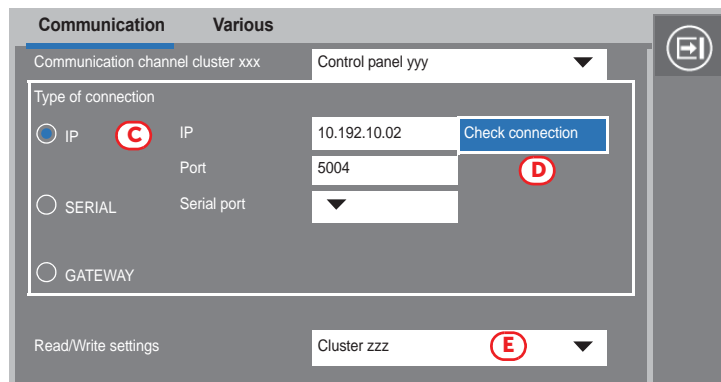 Communication Various
Communication channel cluster xxx Control panel yyy
Type of connection
IP C IP 10.192.10.02 Check connection
Port 5004 D
SERIAL Serial port
GATEWAY
Read/Write settings Cluster zzz E